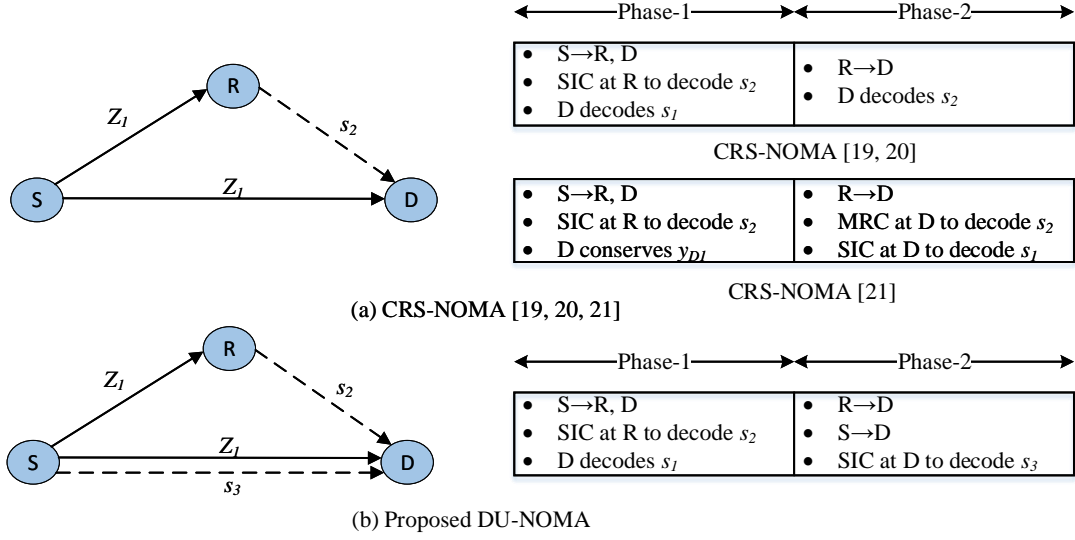 Phase-1 Phase-2
R
Z1 s2
Z1
S D
• S→R, D
• SIC at R to decode s2
• D decodes s1
• R→D
• D decodes s2
CRS-NOMA [19, 20]
• S→R, D
• SIC at R to decode s2
• D conserves yD1
• R→D
• MRC at D to decode s2
• SIC at D to decode s1
CRS-NOMA [21]
(a) CRS-NOMA [19, 20, 21]
Phase-1 Phase-2
R
Z1 s2
Z1
S D
s3
• S→R, D
• SIC at R to decode s2
• D decodes s1
• R→D
• S→D
• SIC at D to decode s3
(b) Proposed DU-NOMA